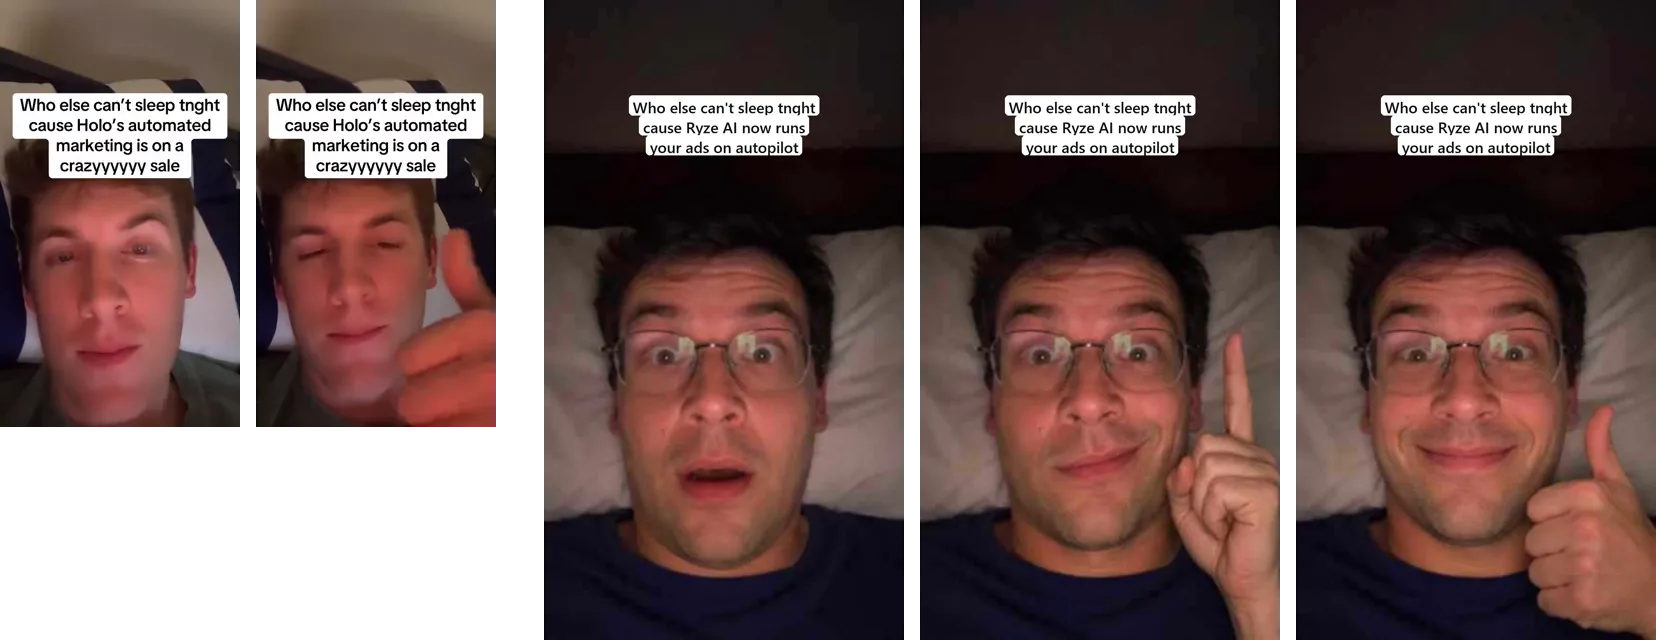 Who else can’t sleep tnght
cause Holo’s automated
marketing is on a
crazyyyyyy sale
Who else can’t sleep tnght
cause Holo’s automated
marketing is on a
crazyyyyyy sale
Who else can't sleep tnght
cause Ryze AI now runs
your ads on autopilot
Who else can't sleep tnght
cause Ryze AI now runs
your ads on autopilot
Who else can't sleep tnght
cause Ryze AI now runs
your ads on autopilot